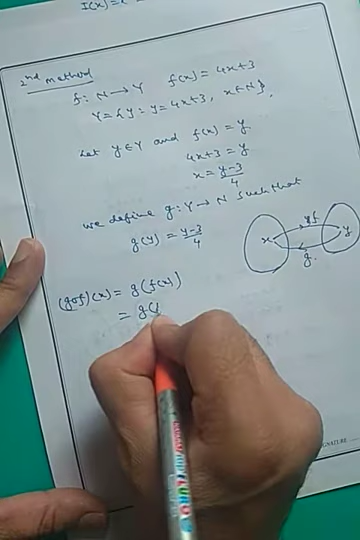 I(x) =
2nd method
f: N → Y f(x) = 4x+3
Y = {y: y = 4x+3, x ∈ N}.
Let y ∈ Y and f(x) = y.
4x+3 = y
x = y-3/4
we define g: Y → N such that
g(y) = y-3/4
x f y
g.
(gof)(x) = g(f(x))
= g(
SIGNATURE